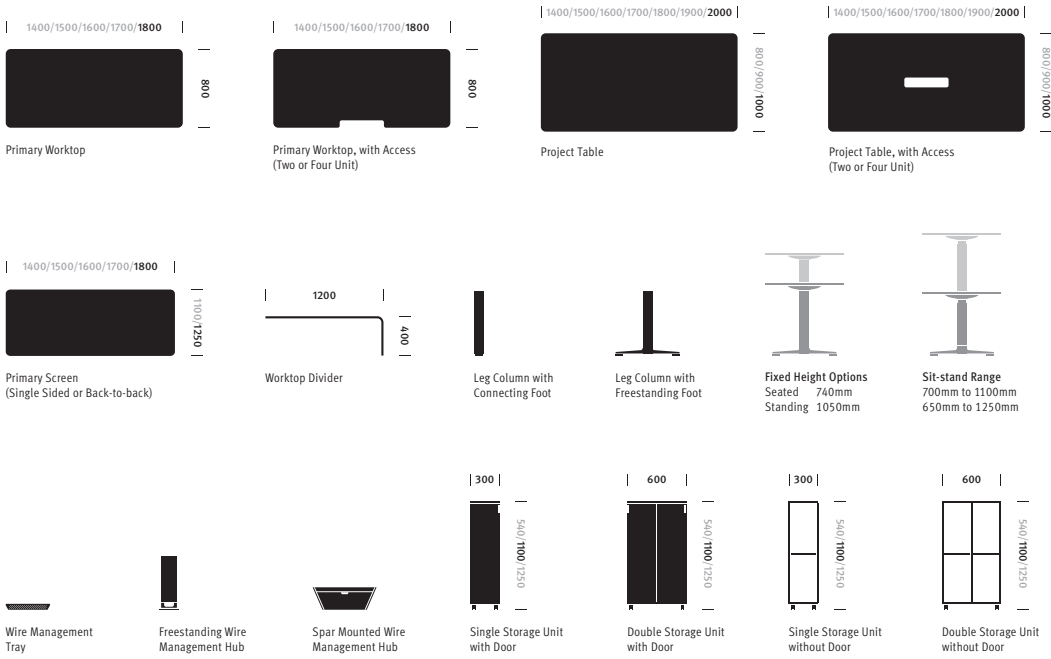 1400/1500/1600/1700/1800
800
Primary Worktop
1400/1500/1600/1700/1800
800
Primary Worktop, with Access
(Two or Four Unit)
1400/1500/1600/1700/1800/1900/2000
800/900/1000
Project Table
1400/1500/1600/1700/1800/1900/2000
800/900/1000
Project Table, with Access
(Two or Four Unit)
1400/1500/1600/1700/1800
1100/1250
Primary Screen
(Single Sided or Back-to-back)
1200
400
Worktop Divider
Leg Column with
Connecting Foot
Leg Column with
Freestanding Foot
Fixed Height Options
Seated 740mm
Standing 1050mm
Sit-stand Range
700mm to 1100mm
650mm to 1250mm
Wire Management
Tray
Freestanding Wire
Management Hub
Spar Mounted Wire
Management Hub
300
540/1100/1250
Single Storage Unit
with Door
600
540/1100/1250
Double Storage Unit
with Door
300
540/1100/1250
Single Storage Unit
without Door
600
540/1100/1250
Double Storage Unit
without Door